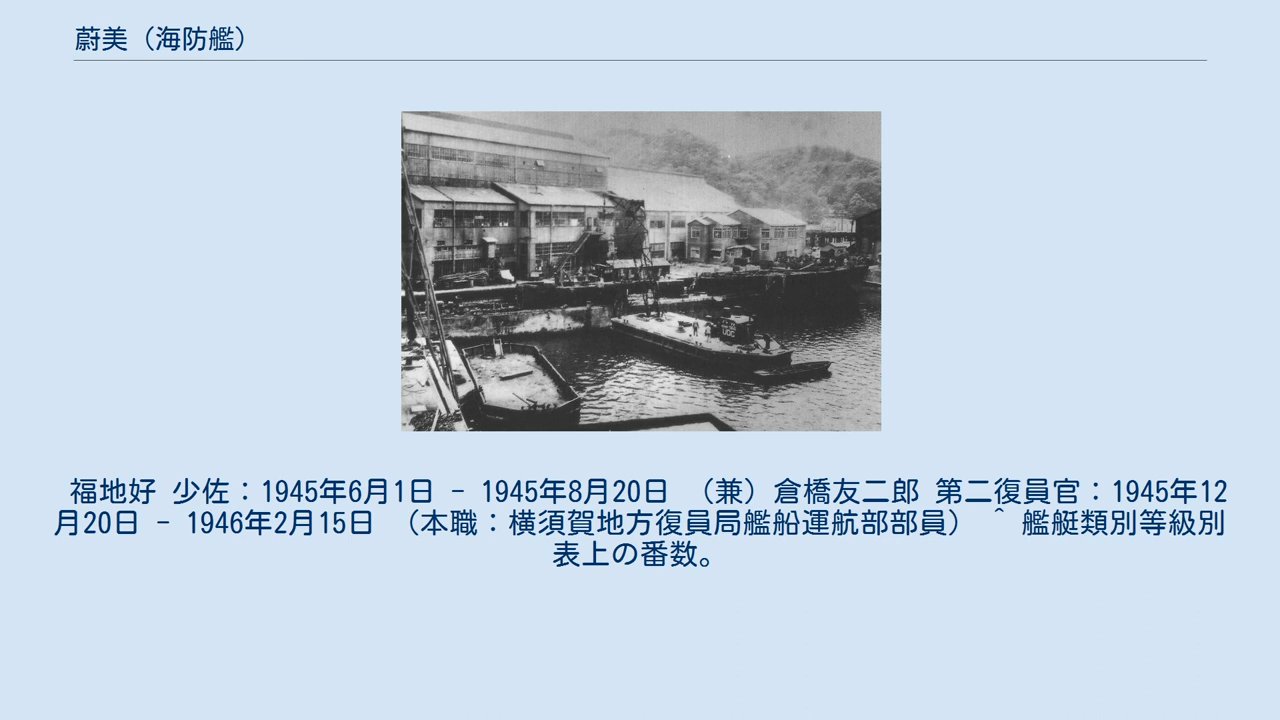 蔚美（海防艦）
UDC
福地好 少佐：1945年6月1日 - 1945年8月20日 （兼）倉橋友二郎 第二復員官：1945年12
月20日 - 1946年2月15日 （本職：横須賀地方復員局艦船運航部部員） ^ 艦艇類別等級別
表上の番数。